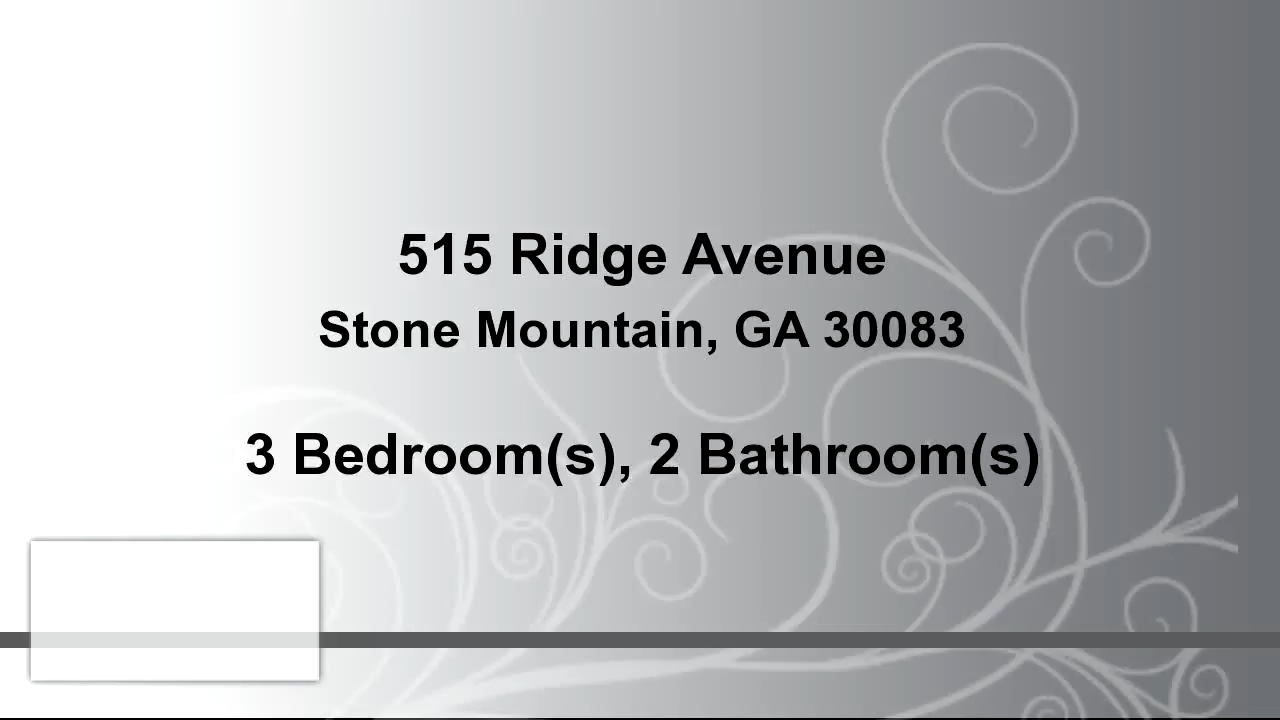 515 Ridge Avenue
Stone Mountain, GA 30083
3 Bedroom(s), 2 Bathroom(s)